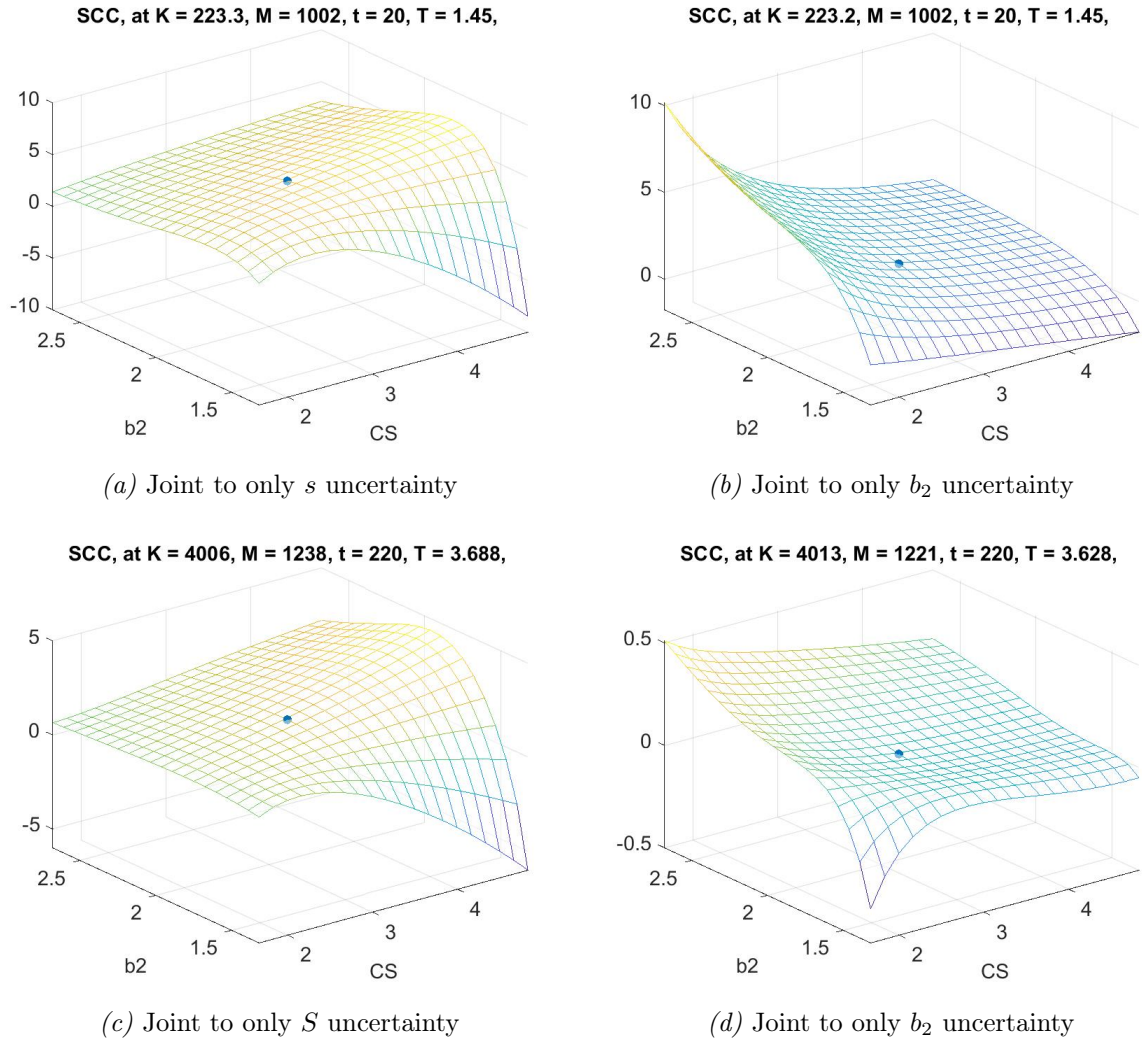 SCC, at K = 223.3, M = 1002, t = 20, T = 1.45,
10
5
0
-5
-10
2.5
2
1.5
b2
2
3
4
CS
(a) Joint to only s uncertainty
SCC, at K = 223.2, M = 1002, t = 20, T = 1.45,
10
5
0
2.5
2
1.5
b2
2
3
4
CS
(b) Joint to only b₂ uncertainty
SCC, at K = 4006, M = 1238, t = 220, T = 3.688,
5
0
-5
2.5
2
1.5
b2
2
3
4
CS
(c) Joint to only S uncertainty
SCC, at K = 4013, M = 1221, t = 220, T = 3.628,
0.5
0
-0.5
2.5
2
1.5
b2
2
3
4
CS
(d) Joint to only b₂ uncertainty